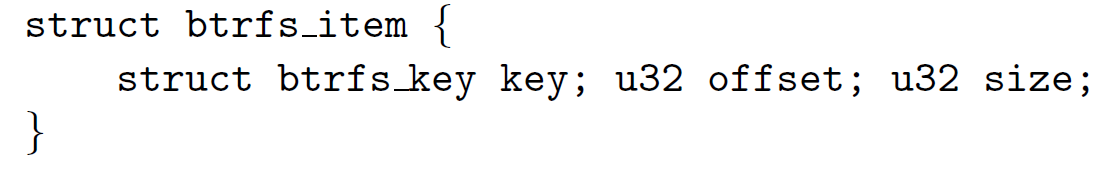 struct btrfs_item {
    struct btrfs_key key; u32 offset; u32 size;
}